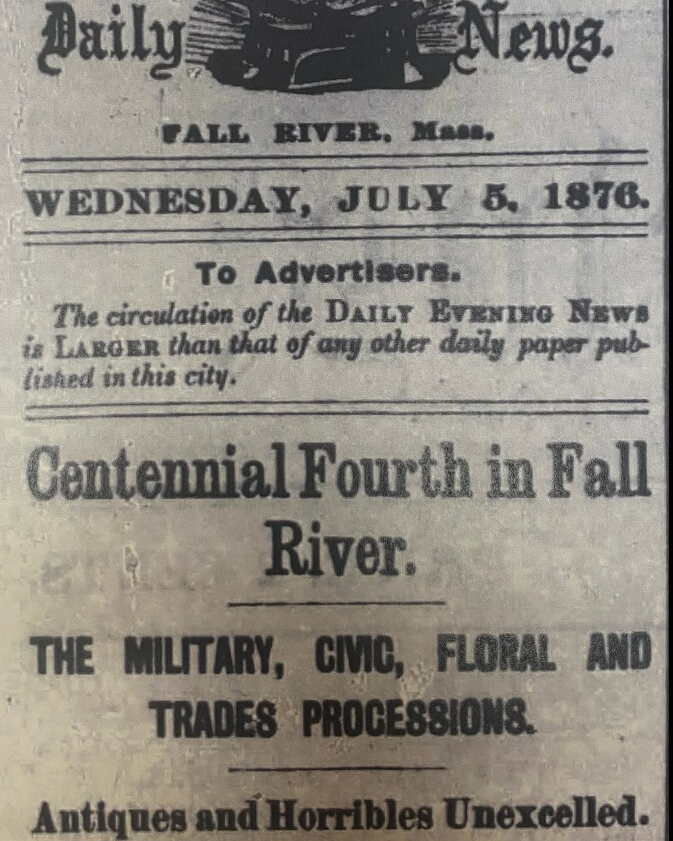 Daily News.
FALL RIVER, Mass.
WEDNESDAY, JULY 5, 1876.
To Advertisers.
The circulation of the DAILY EVENING NEWS
is LARGER than that of any other daily paper pub-
lished in this city.
Centennial Fourth in Fall
River.
THE MILITARY, CIVIC, FLORAL AND
TRADES PROCESSIONS.
Antiques and Horribles Unexcelled.